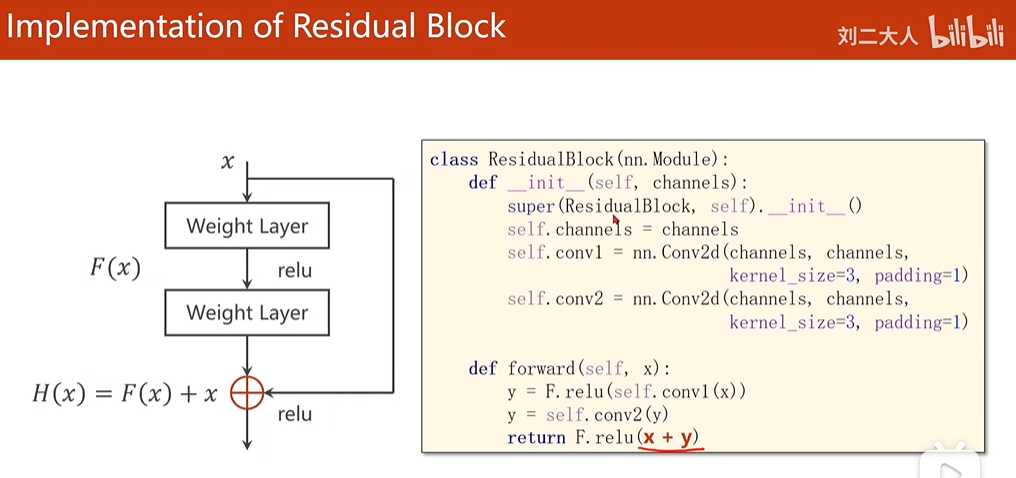 Implementation of Residual Block
刘二大人 bilibili
x
Weight Layer
F(x)
relu
Weight Layer
H(x) = F(x) + x
relu
class ResidualBlock(nn.Module):
    def __init__(self, channels):
        super(ResidualBlock, self).__init__()
        self.channels = channels
        self.conv1 = nn.Conv2d(channels, channels,
                               kernel_size=3, padding=1)
        self.conv2 = nn.Conv2d(channels, channels,
                               kernel_size=3, padding=1)
    def forward(self, x):
        y = F.relu(self.conv1(x))
        y = self.conv2(y)
        return F.relu(x + y)